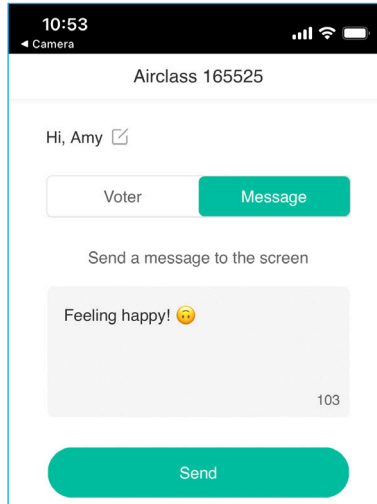 10:53
◀ Camera
Airclass 165525
Hi, Amy
Voter
Message
Send a message to the screen
Feeling happy! 🙃
103
Send